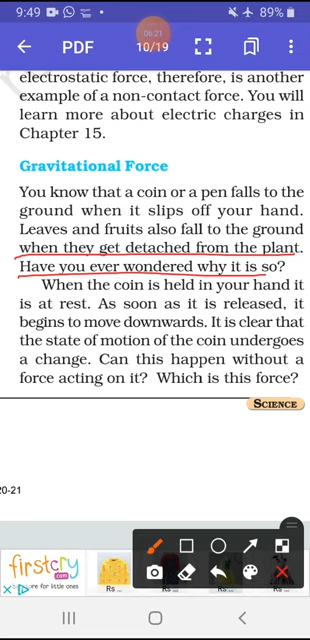 9:49
89%
06:21
PDF
10/19
electrostatic force, therefore, is another
example of a non-contact force. You will
learn more about electric charges in
Chapter 15.
Gravitational Force
You know that a coin or a pen falls to the
ground when it slips off your hand.
Leaves and fruits also fall to the ground
when they get detached from the plant.
Have you ever wondered why it is so?
When the coin is held in your hand it
is at rest. As soon as it is released, it
begins to move downwards. It is clear that
the state of motion of the coin undergoes
a change. Can this happen without a
force acting on it? Which is this force?
SCIENCE
20-21
firstcry
.com
re for little ones
Rs
Rs